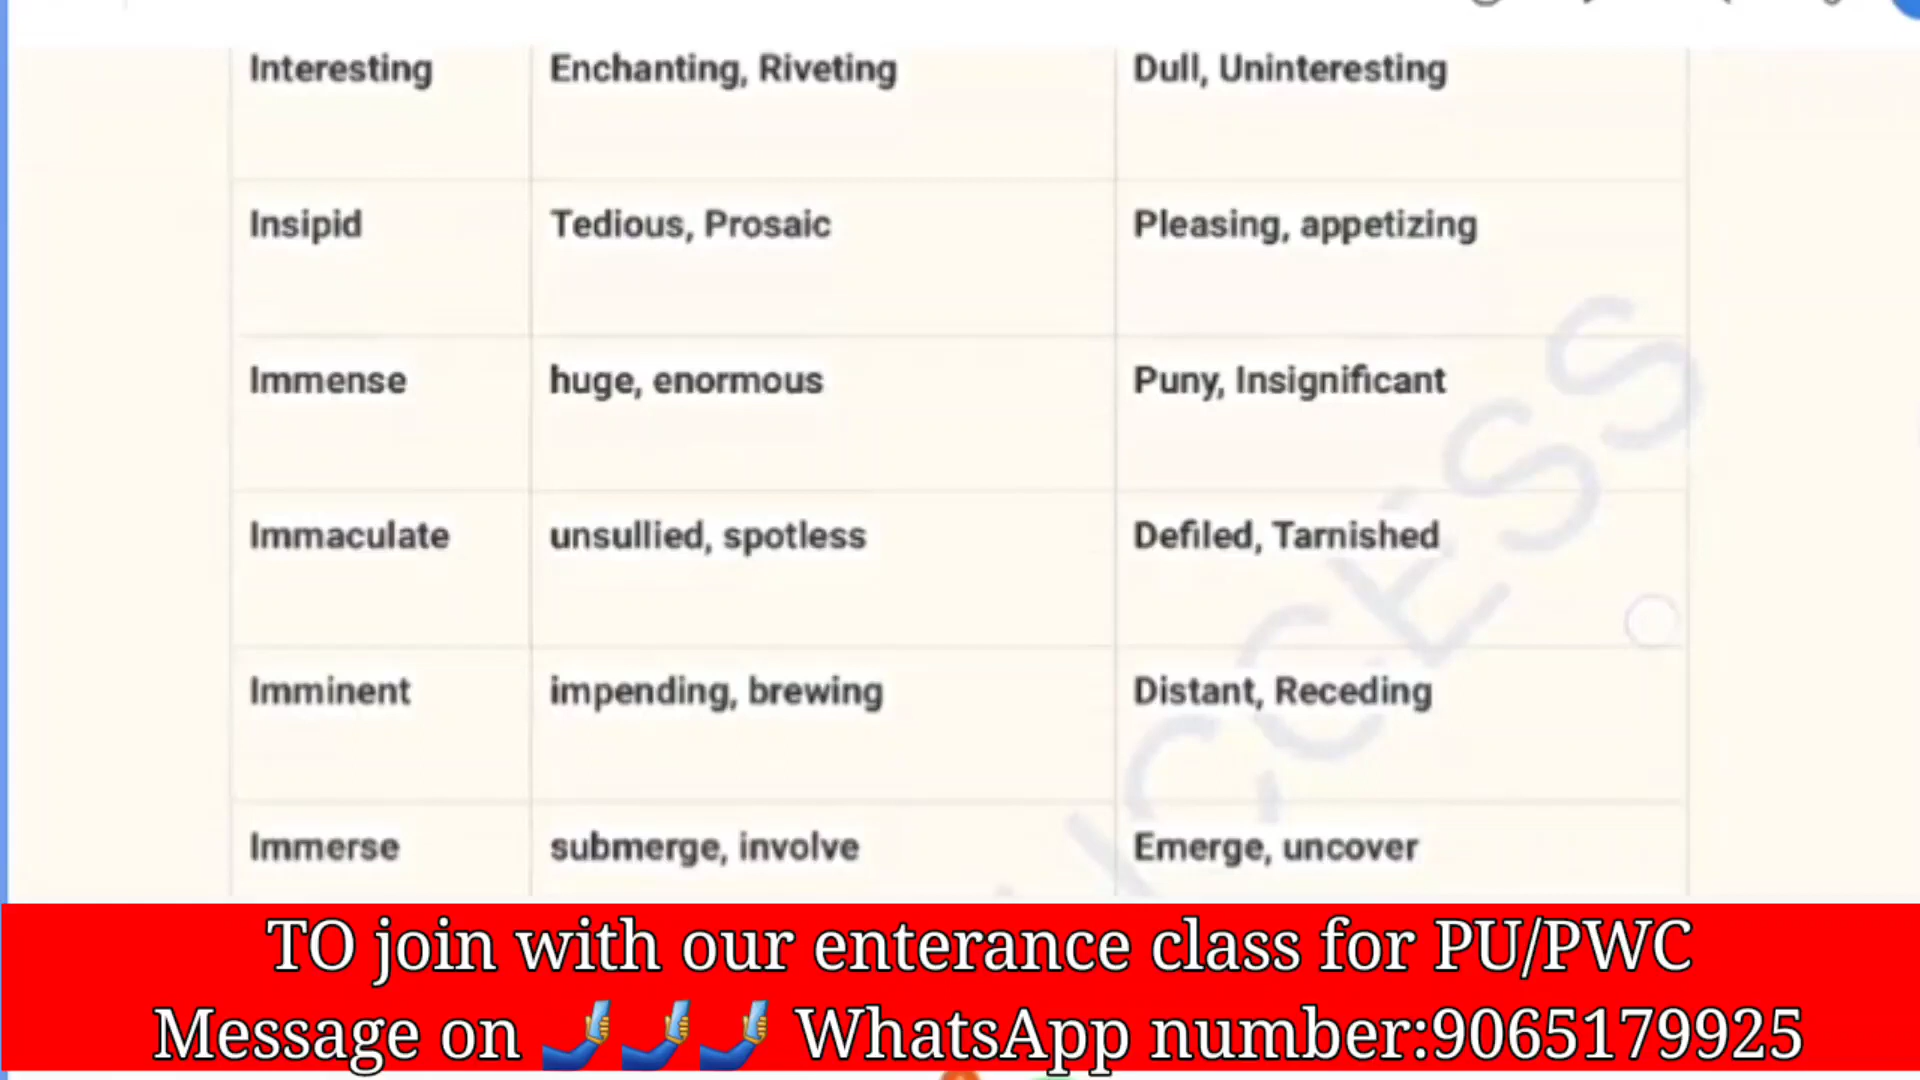 Interesting Enchanting, Riveting Dull, Uninteresting
Insipid Tedious, Prosaic Pleasing, appetizing
Immense huge, enormous Puny, Insignificant
Immaculate unsullied, spotless Defiled, Tarnished
Imminent impending, brewing Distant, Receding
Immerse submerge, involve Emerge, uncover
TO join with our enterance class for PU/PWC
Message on WhatsApp number:9065179925